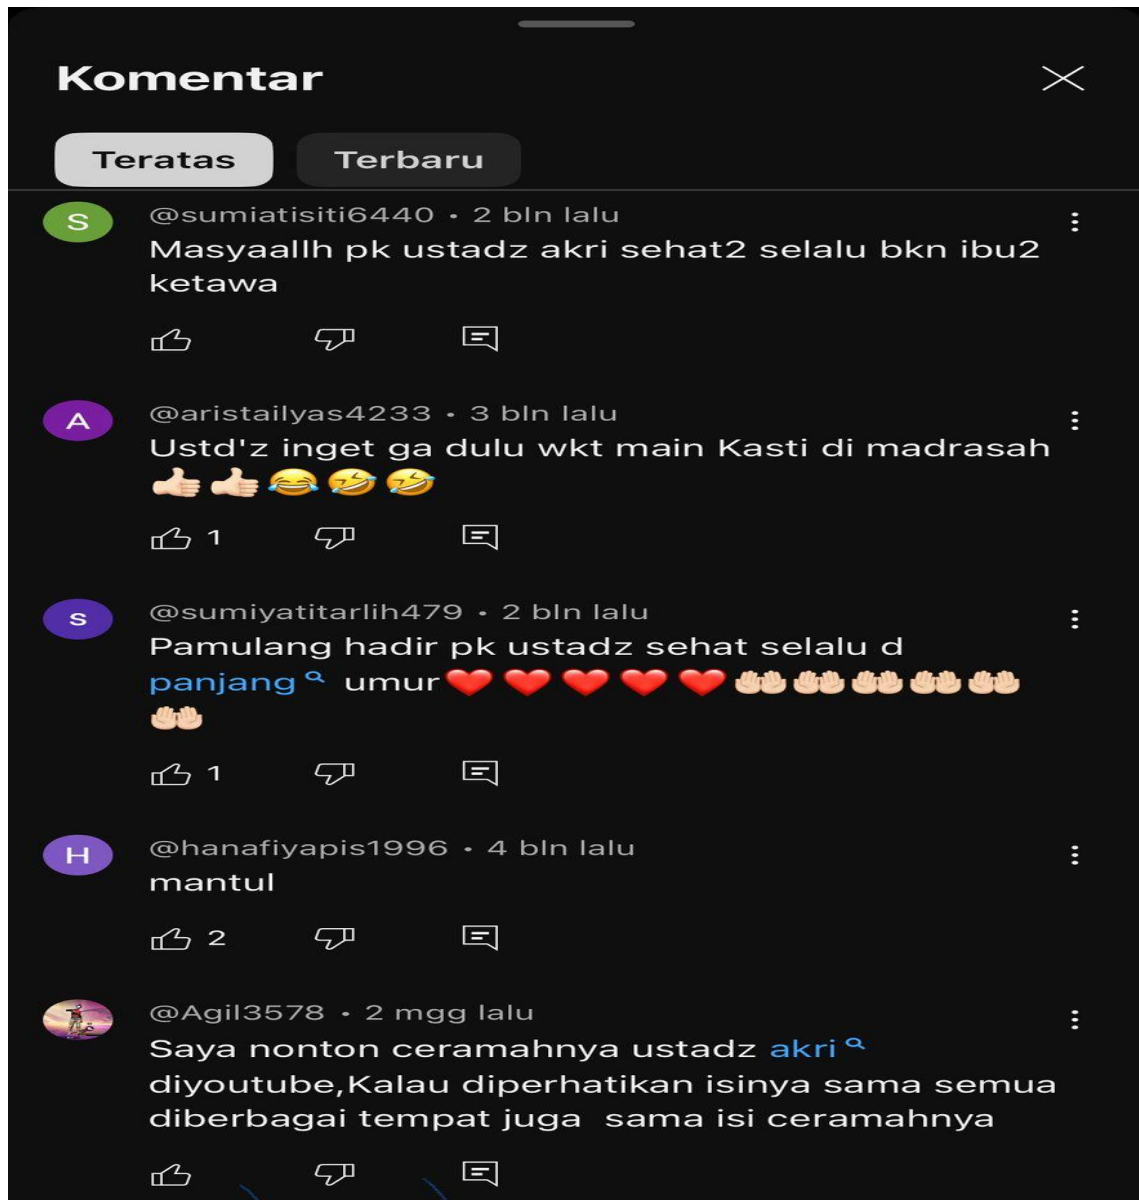 Komentar
Teratas Terbaru
S @sumiatisiti6440 • 2 bln lalu
Masyaallh pk ustadz akri sehat2 selalu bkn ibu2
ketawa
A @aristailyas4233 • 3 bln lalu
Ustd'z inget ga dulu wkt main Kasti di madrasah
👍🏻👍🏻😂🤣🤣
1
s @sumiyatitarlih479 • 2 bln lalu
Pamulang hadir pk ustadz sehat selalu d
panjang umur❤️❤️❤️❤️❤️🤲🏻🤲🏻🤲🏻🤲🏻🤲🏻
🤲🏻
1
H @hanafiyapis1996 • 4 bln lalu
mantul
2
@Agil3578 • 2 mgg lalu
Saya nonton ceramahnya ustadz akri
diyoutube,Kalau diperhatikan isinya sama semua
diberbagai tempat juga  sama isi ceramahnya